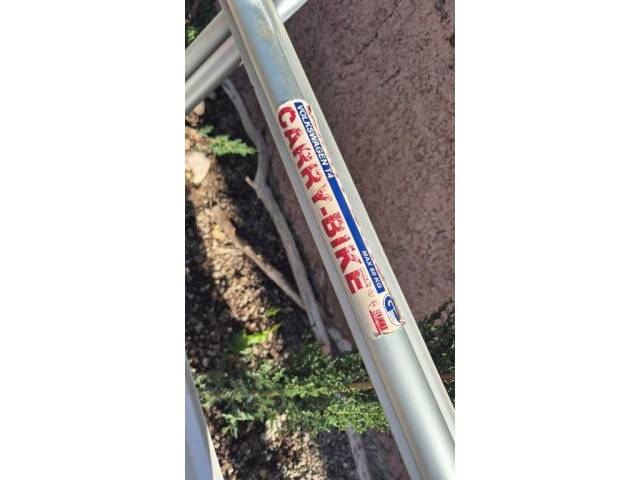 VOLKSWAGEN T4
MAX 60 KG
CARRY-BIKE